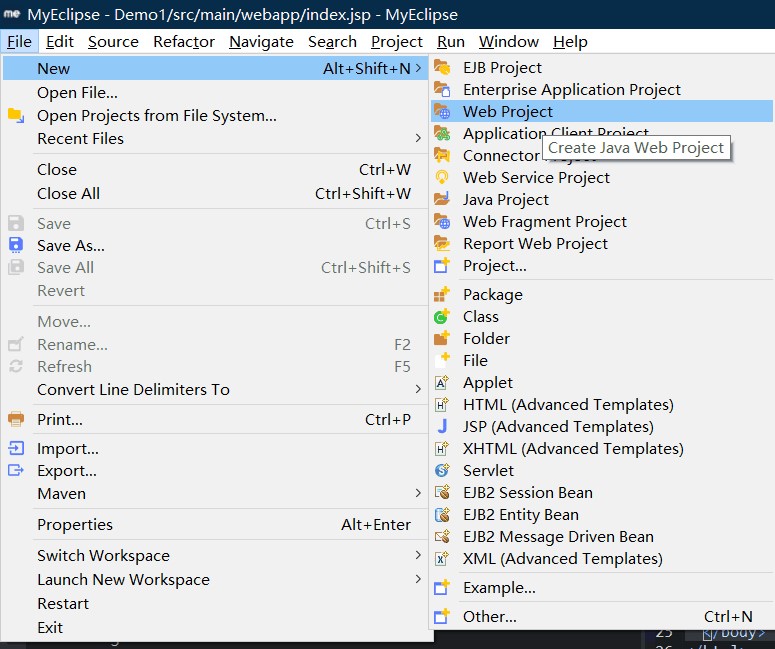 me MyEclipse - Demo1/src/main/webapp/index.jsp - MyEclipse
File Edit Source Refactor Navigate Search Project Run Window Help
New Alt+Shift+N
Open File...
Open Projects from File System...
Recent Files
Close Ctrl+W
Close All Ctrl+Shift+W
Save Ctrl+S
Save As...
Save All Ctrl+Shift+S
Revert
Move...
Rename... F2
Refresh F5
Convert Line Delimiters To
Print... Ctrl+P
Import...
Export...
Maven
Properties Alt+Enter
Switch Workspace
Launch New Workspace
Restart
Exit
EJB Project
Enterprise Application Project
Web Project
Application Client Project
Create Java Web Project
Connector Project
Web Service Project
Java Project
Web Fragment Project
Report Web Project
Project...
Package
Class
Folder
File
Applet
HTML (Advanced Templates)
JSP (Advanced Templates)
XHTML (Advanced Templates)
Servlet
EJB2 Session Bean
EJB2 Entity Bean
EJB2 Message Driven Bean
XML (Advanced Templates)
Example...
Other... Ctrl+N
25 </body>